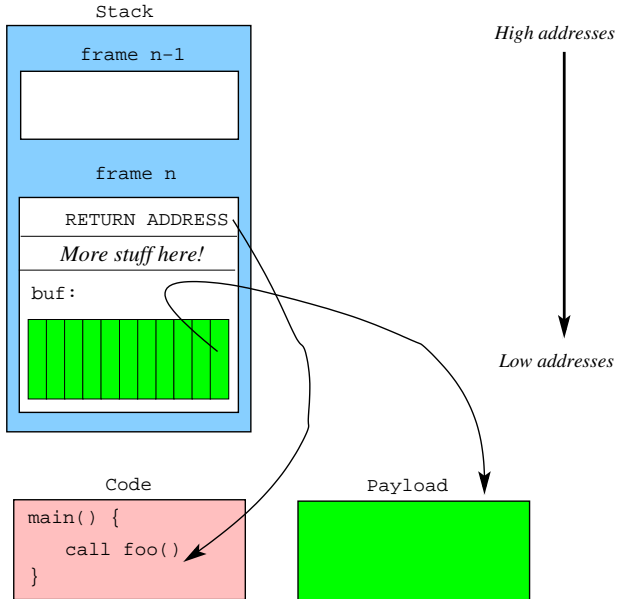 Stack
High addresses
frame n-1
frame n
RETURN ADDRESS
More stuff here!
buf:
Low addresses
Code
Payload
main() {
call foo()
}